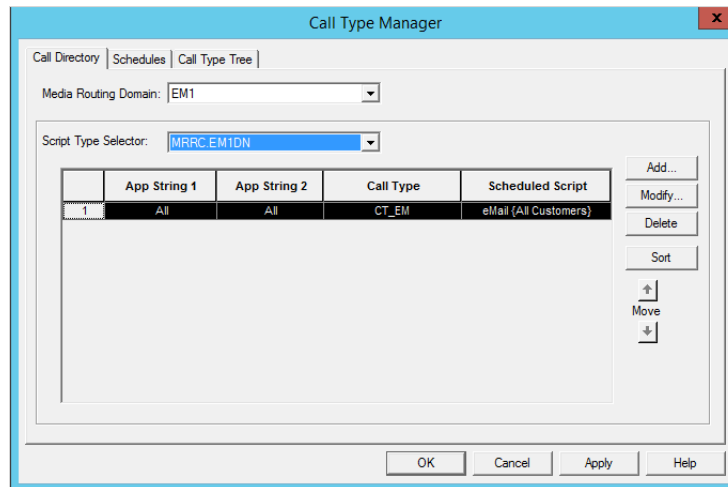 Call Type Manager
x
Call Directory Schedules Call Type Tree
Media Routing Domain: EM1
Script Type Selector: MRRC.EM1DN
App String 1 App String 2 Call Type Scheduled Script
1 All All CT_EM eMail {All Customers}
Add...
Modify...
Delete
Sort
Move
OK Cancel Apply Help